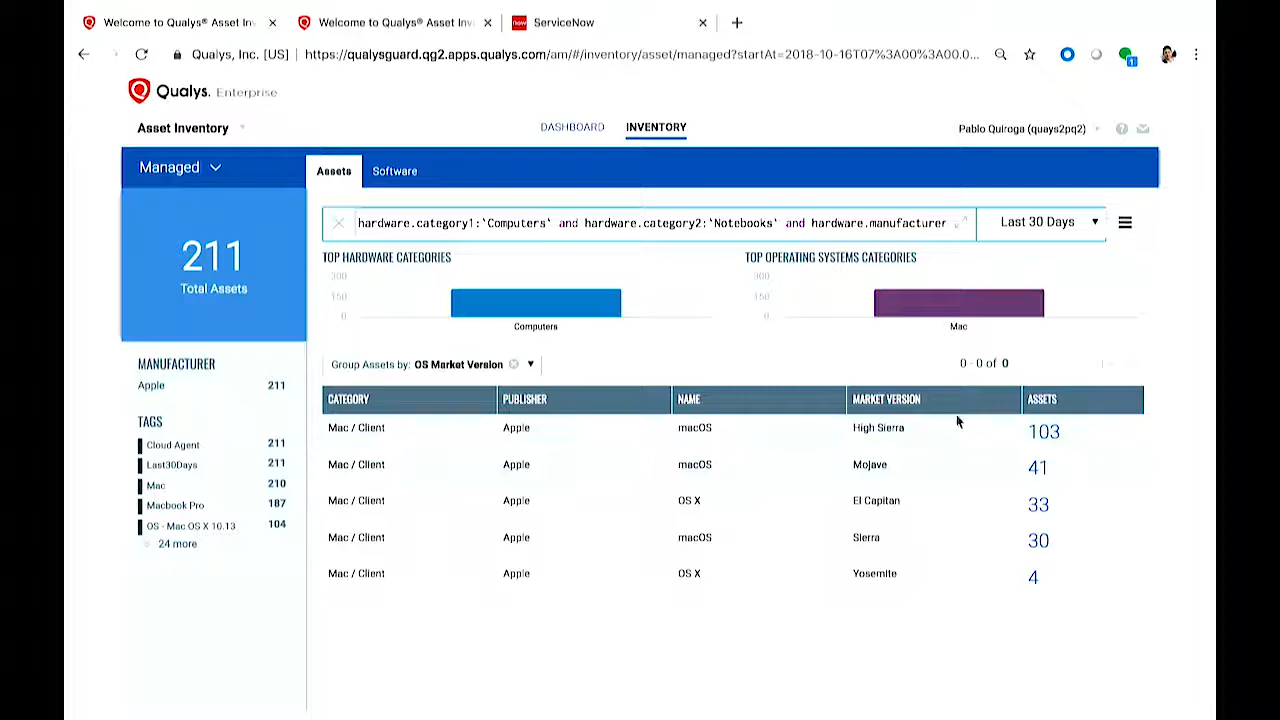 Welcome to Qualys® Asset Inv
Welcome to Qualys® Asset Inv
now ServiceNow
Qualys, Inc. [US] https://qualysguard.qg2.apps.qualys.com/am/#/inventory/asset/managed?startAt=2018-10-16T07%3A00%3A00.0...
1
Qualys. Enterprise
Asset Inventory DASHBOARD INVENTORY Pablo Quiroga (quays2pq2)
Managed Assets Software
hardware.category1:`Computers` and hardware.category2:`Notebooks` and hardware.manufacturer Last 30 Days
211
Total Assets
TOP HARDWARE CATEGORIES
300
150
0
Computers
TOP OPERATING SYSTEMS CATEGORIES
300
150
0
Mac
MANUFACTURER
Apple 211
TAGS
Cloud Agent 211
Last30Days 211
Mac 210
Macbook Pro 187
OS - Mac OS X 10.13 104
24 more
Group Assets by: OS Market Version 0 - 0 of 0
CATEGORY PUBLISHER NAME MARKET VERSION ASSETS
Mac / Client Apple macOS High Sierra 103
Mac / Client Apple macOS Mojave 41
Mac / Client Apple OS X El Capitan 33
Mac / Client Apple macOS Sierra 30
Mac / Client Apple OS X Yosemite 4